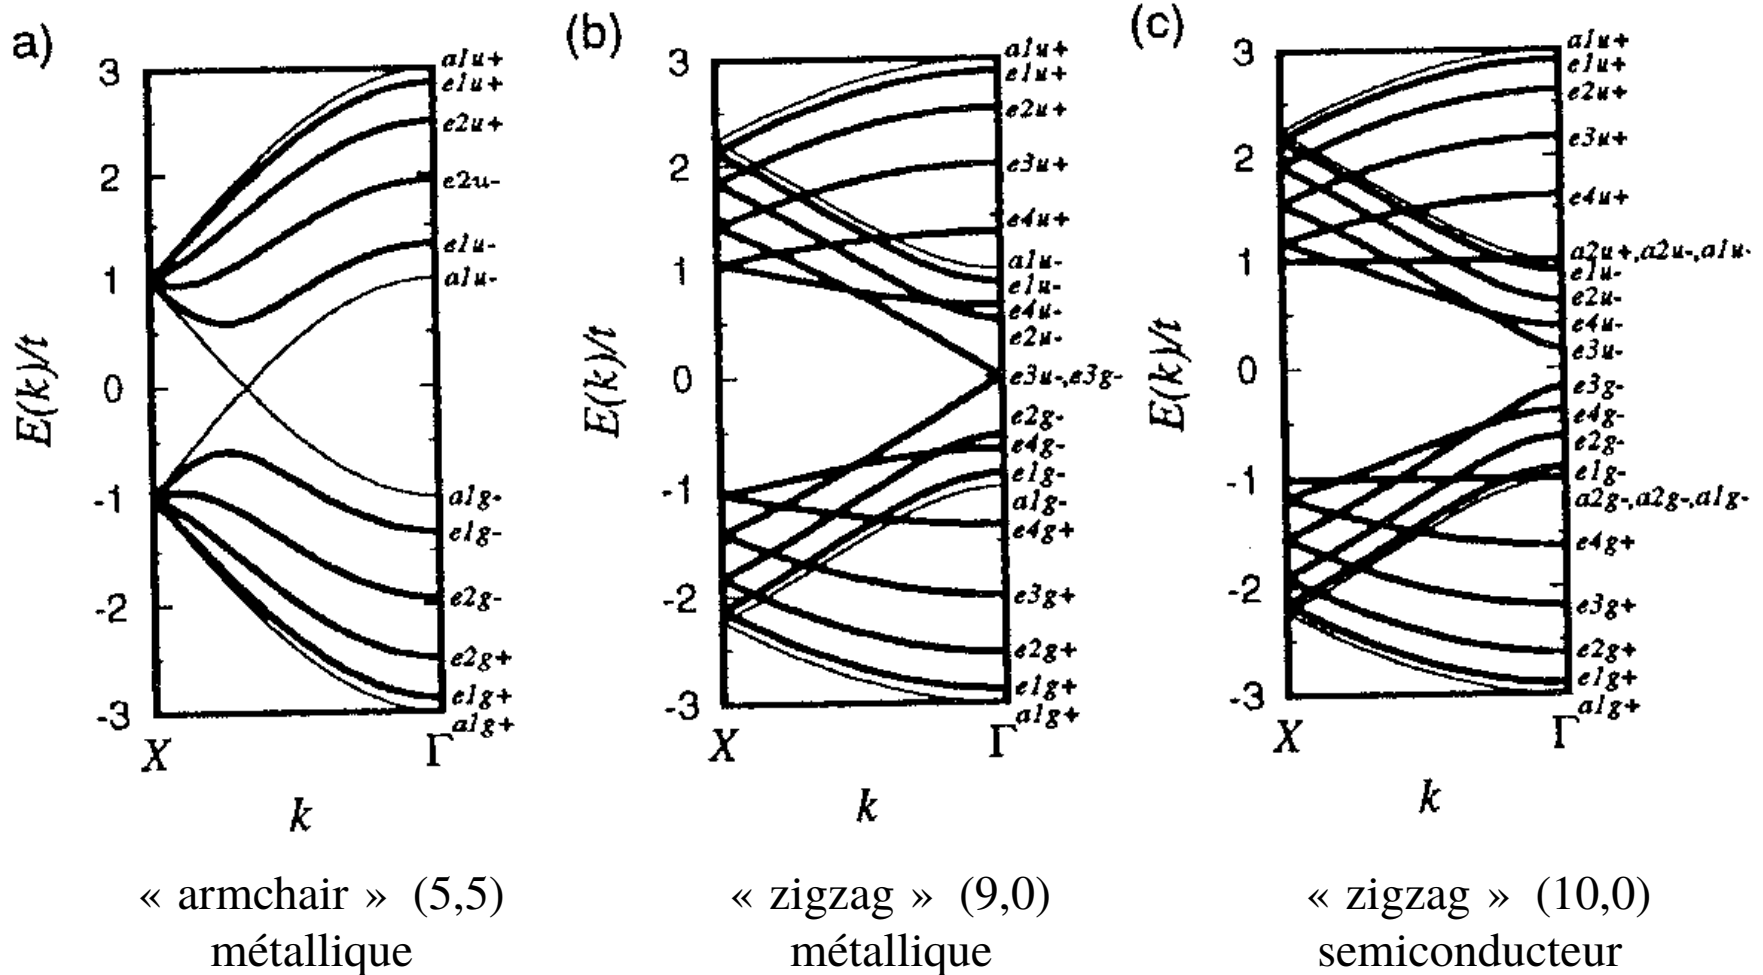 a)
3
2
1
0
-1
-2
-3
E(k)/t
a1u+
e1u+
e2u+
e2u-
e1u-
a1u-
a1g-
e1g-
e2g-
e2g+
e1g+
a1g+
X
Γ
k
« armchair » (5,5)
métallique
(b)
3
2
1
0
-1
-2
-3
E(k)/t
a1u+
e1u+
e2u+
e3u+
e4u+
a1u-
e1u-
e4u-
e2u-
e3u-,e3g-
e2g-
e4g-
e1g-
a1g-
e4g+
e3g+
e2g+
e1g+
a1g+
X
Γ
k
« zigzag » (9,0)
métallique
(c)
3
2
1
0
-1
-2
-3
E(k)/t
a1u+
e1u+
e2u+
e3u+
e4u+
a2u+,a2u-,a1u-
e1u-
e2u-
e4u-
e3u-
e3g-
e4g-
e2g-
e1g-
a2g-,a2g-,a1g-
e4g+
e3g+
e2g+
e1g+
a1g+
X
Γ
k
« zigzag » (10,0)
semiconducteur